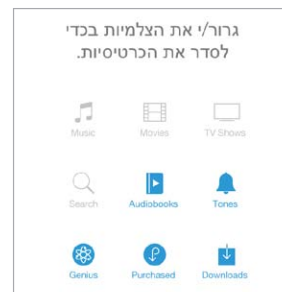 גרור/י את הצלמיות בכדי
לסדר את הכרטיסיות.
Music
Movies
TV Shows
Search
Audiobooks
Tones
Genius
Purchased
Downloads